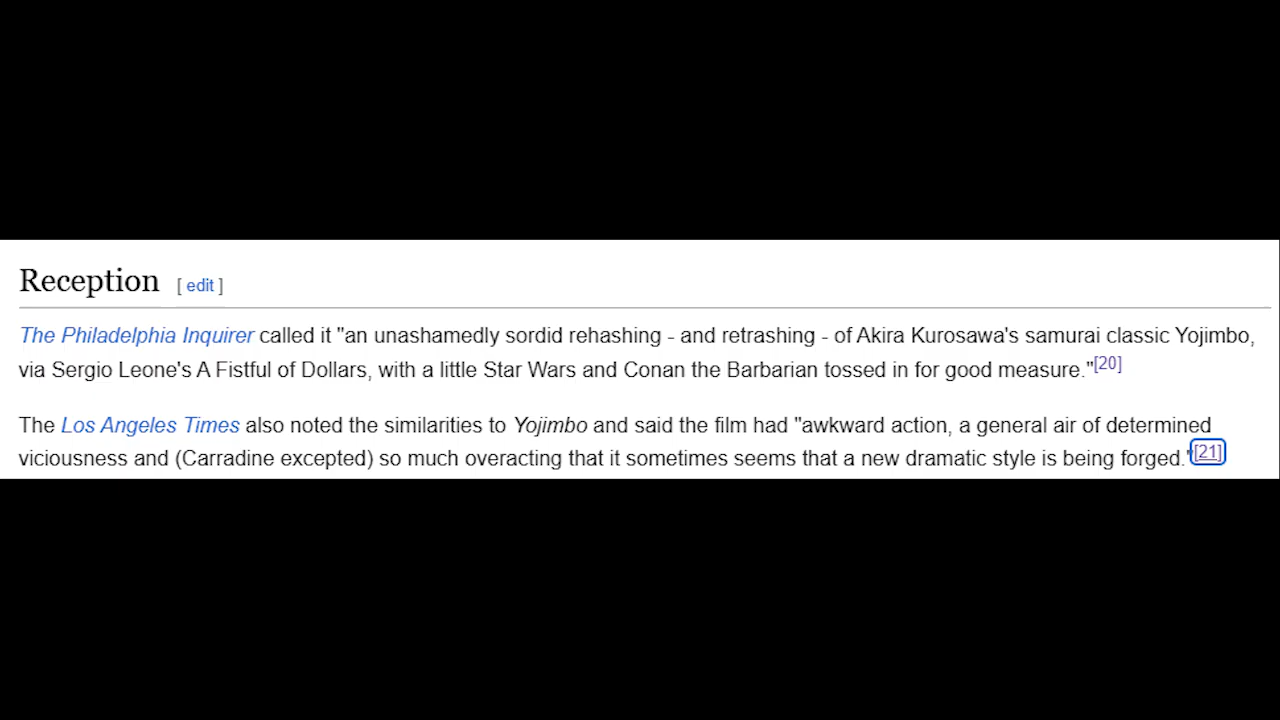 Reception [ edit ]
The Philadelphia Inquirer called it "an unashamedly sordid rehashing - and retrashing - of Akira Kurosawa's samurai classic Yojimbo,
via Sergio Leone's A Fistful of Dollars, with a little Star Wars and Conan the Barbarian tossed in for good measure."[20]
The Los Angeles Times also noted the similarities to Yojimbo and said the film had "awkward action, a general air of determined
viciousness and (Carradine excepted) so much overacting that it sometimes seems that a new dramatic style is being forged."[21]